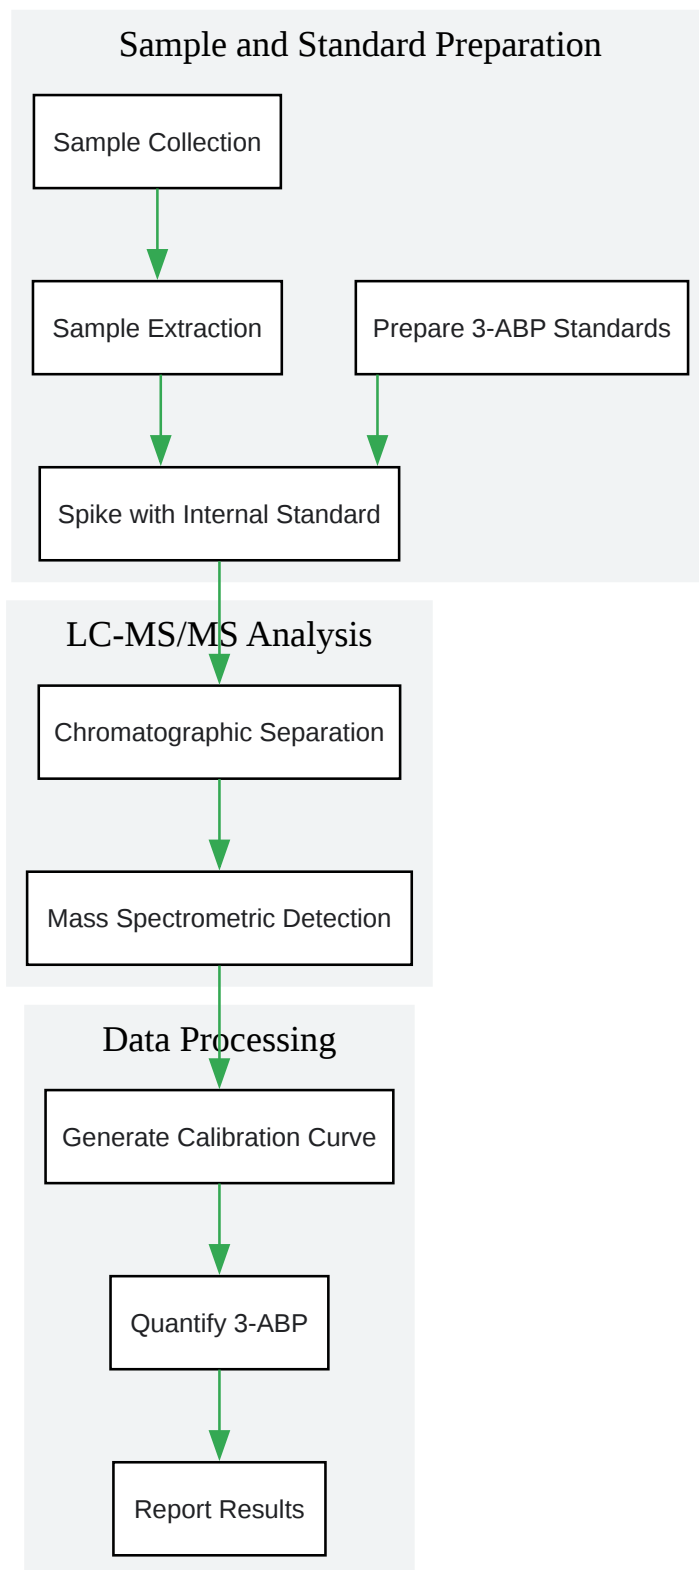 Sample and Standard Preparation
Sample Collection
Sample Extraction
Prepare 3-ABP Standards
Spike with Internal Standard
LC-MS/MS Analysis
Chromatographic Separation
Mass Spectrometric Detection
Data Processing
Generate Calibration Curve
Quantify 3-ABP
Report Results